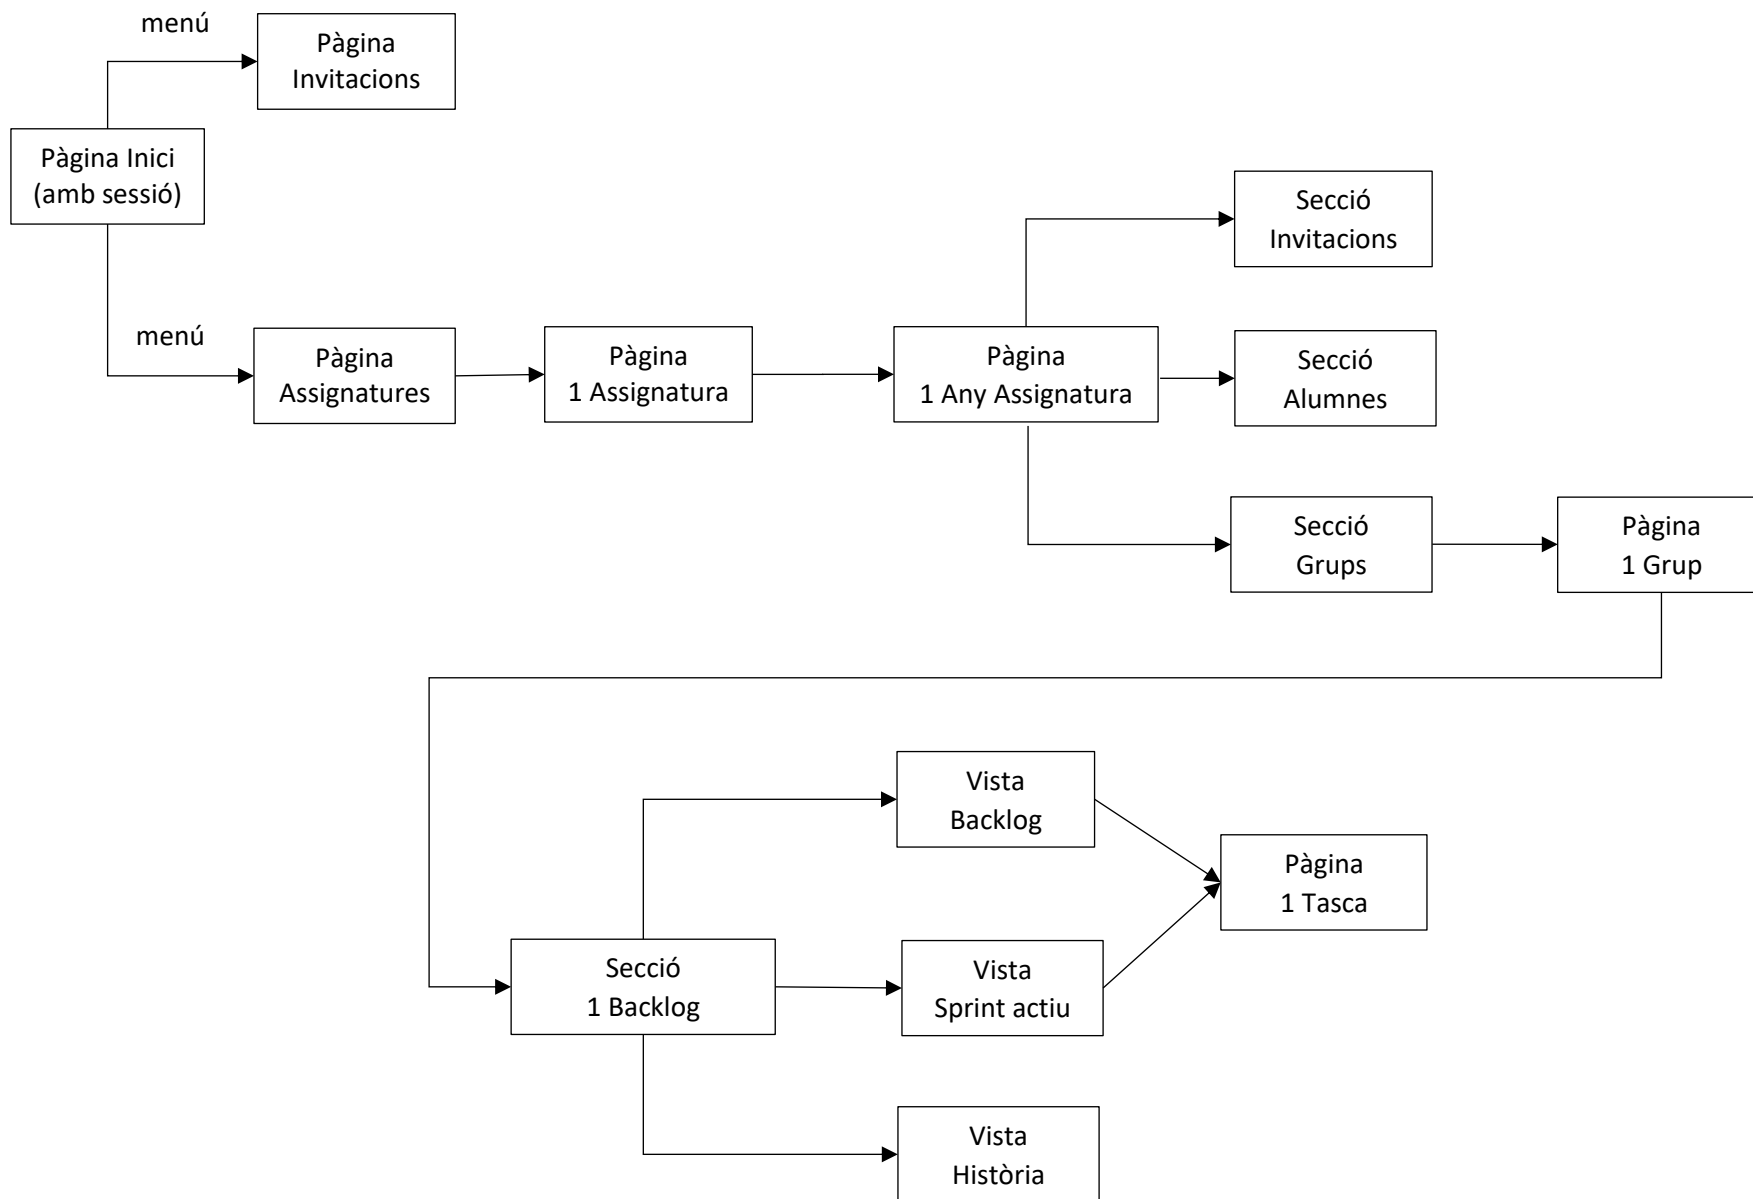 menú
Pàgina
Invitacions
Pàgina Inici
(amb sessió)
Secció
Invitacions
menú
Pàgina
Assignatures
Pàgina
1 Assignatura
Pàgina
1 Any Assignatura
Secció
Alumnes
Secció
Grups
Pàgina
1 Grup
Vista
Backlog
Pàgina
1 Tasca
Secció
1 Backlog
Vista
Sprint actiu
Vista
Història